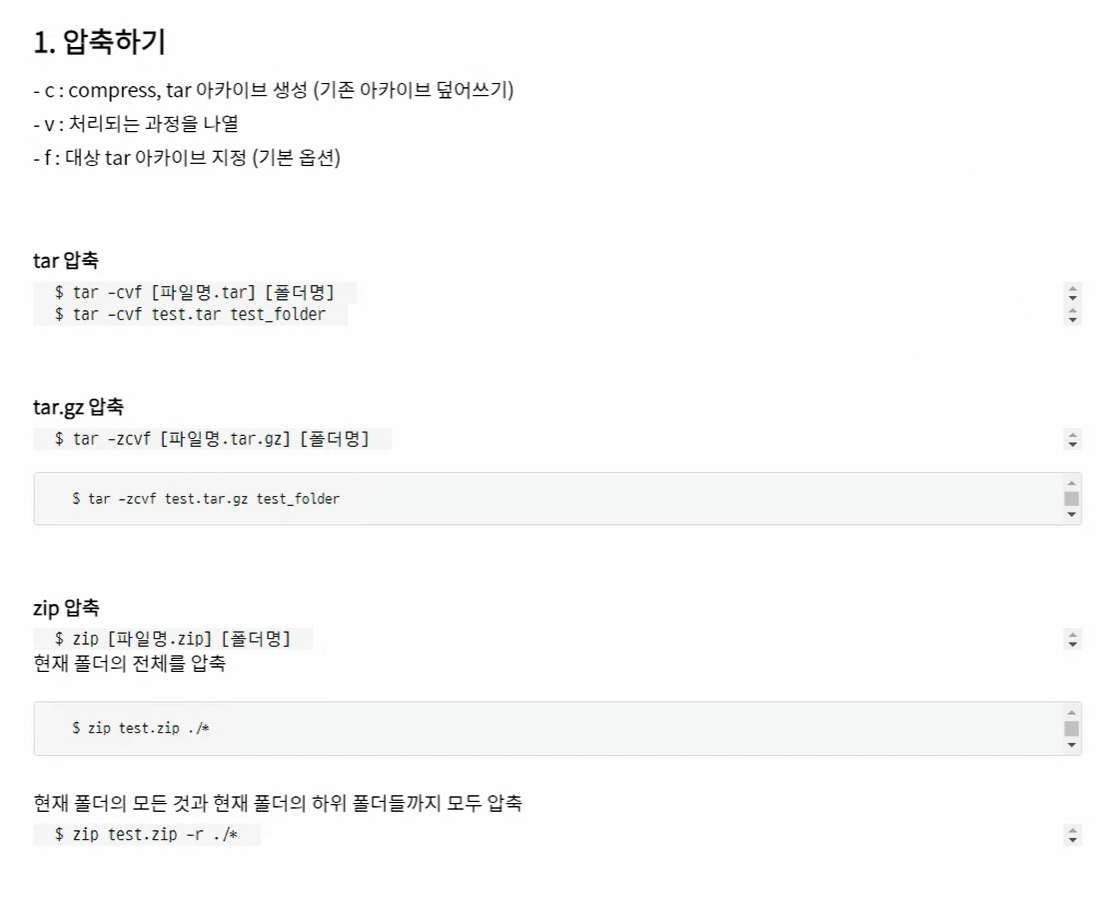 1. 압축하기
- c : compress, tar 아카이브 생성 (기존 아카이브 덮어쓰기)
- v : 처리되는 과정을 나열
- f : 대상 tar 아카이브 지정 (기본 옵션)
tar 압축
$ tar -cvf [파일명.tar] [폴더명]
$ tar -cvf test.tar test_folder
tar.gz 압축
$ tar -zcvf [파일명.tar.gz] [폴더명]
$ tar -zcvf test.tar.gz test_folder
zip 압축
$ zip [파일명.zip] [폴더명]
현재 폴더의 전체를 압축
$ zip test.zip ./*
현재 폴더의 모든 것과 현재 폴더의 하위 폴더들까지 모두 압축
$ zip test.zip -r ./*